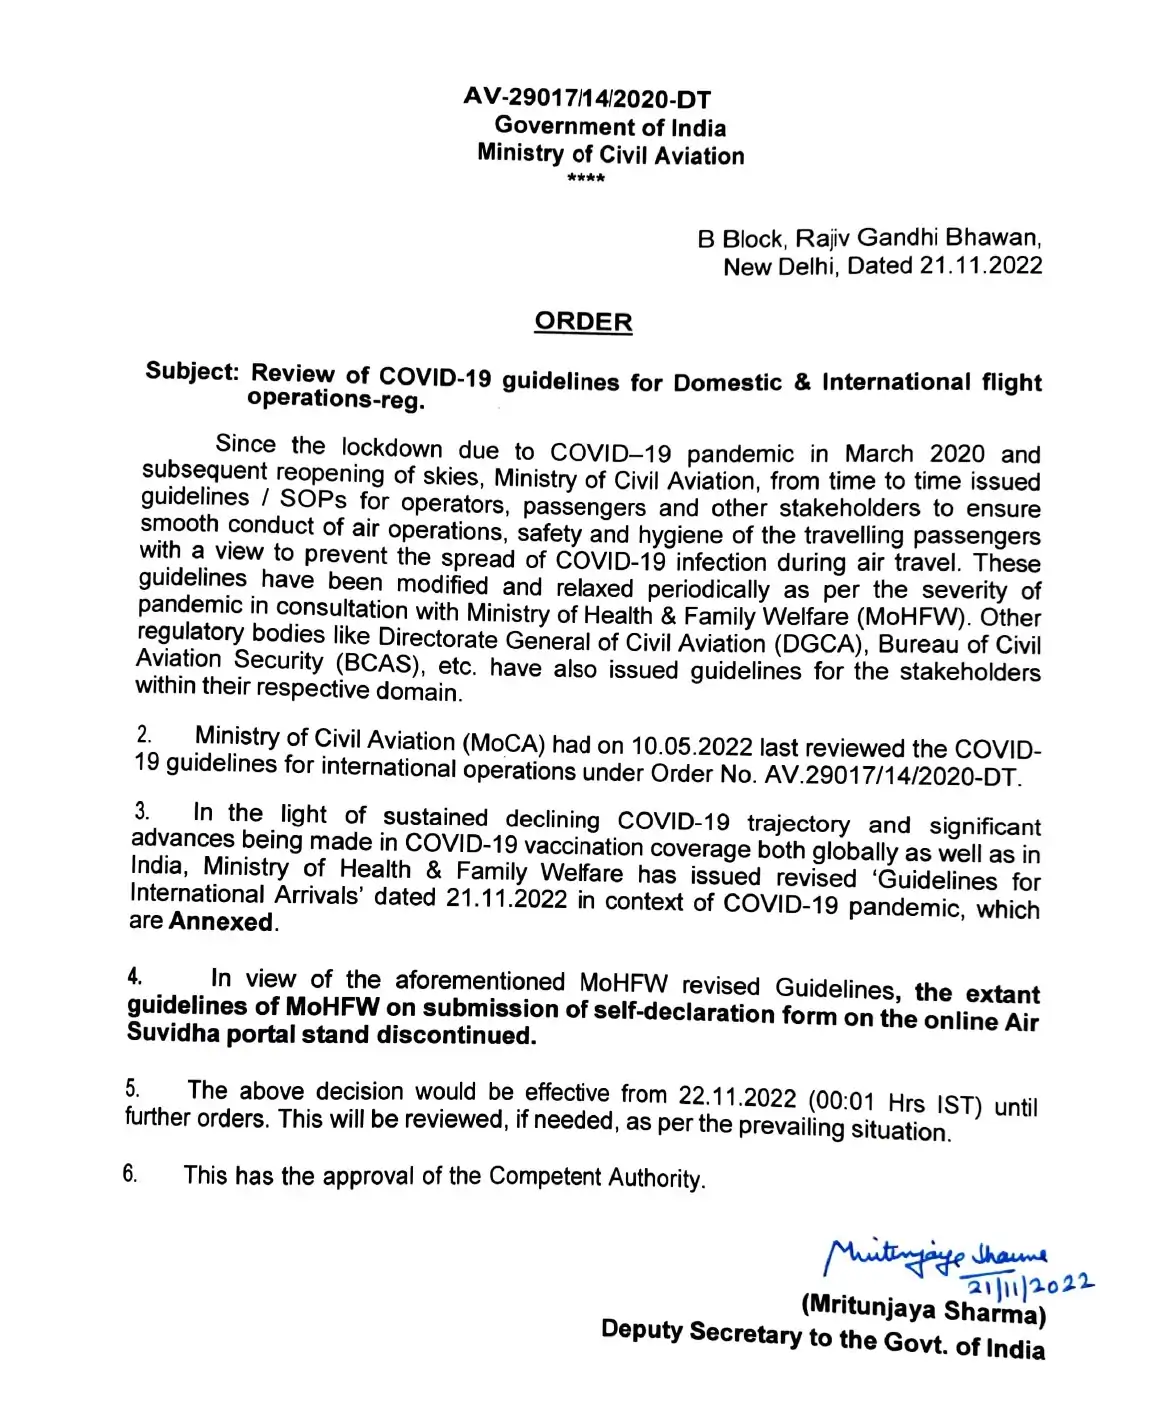 AV-29017/14/2020-DT
Government of India
Ministry of Civil Aviation
****
B Block, Rajiv Gandhi Bhawan,
New Delhi, Dated 21.11.2022
ORDER
Subject: Review of COVID-19 guidelines for Domestic & International flight
operations-reg.
Since the lockdown due to COVID–19 pandemic in March 2020 and
subsequent reopening of skies, Ministry of Civil Aviation, from time to time issued
guidelines / SOPs for operators, passengers and other stakeholders to ensure
smooth conduct of air operations, safety and hygiene of the travelling passengers
with a view to prevent the spread of COVID-19 infection during air travel. These
guidelines have been modified and relaxed periodically as per the severity of
pandemic in consultation with Ministry of Health & Family Welfare (MoHFW). Other
regulatory bodies like Directorate General of Civil Aviation (DGCA), Bureau of Civil
Aviation Security (BCAS), etc. have also issued guidelines for the stakeholders
within their respective domain.
2. Ministry of Civil Aviation (MoCA) had on 10.05.2022 last reviewed the COVID-
19 guidelines for international operations under Order No. AV.29017/14/2020-DT.
3. In the light of sustained declining COVID-19 trajectory and significant
advances being made in COVID-19 vaccination coverage both globally as well as in
India, Ministry of Health & Family Welfare has issued revised ‘Guidelines for
International Arrivals’ dated 21.11.2022 in context of COVID-19 pandemic, which
are Annexed.
4. In view of the aforementioned MoHFW revised Guidelines, the extant
guidelines of MoHFW on submission of self-declaration form on the online Air
Suvidha portal stand discontinued.
5. The above decision would be effective from 22.11.2022 (00:01 Hrs IST) until
further orders. This will be reviewed, if needed, as per the prevailing situation.
6. This has the approval of the Competent Authority.
Mritunjaya Sharma
21/11/2022
(Mritunjaya Sharma)
Deputy Secretary to the Govt. of India